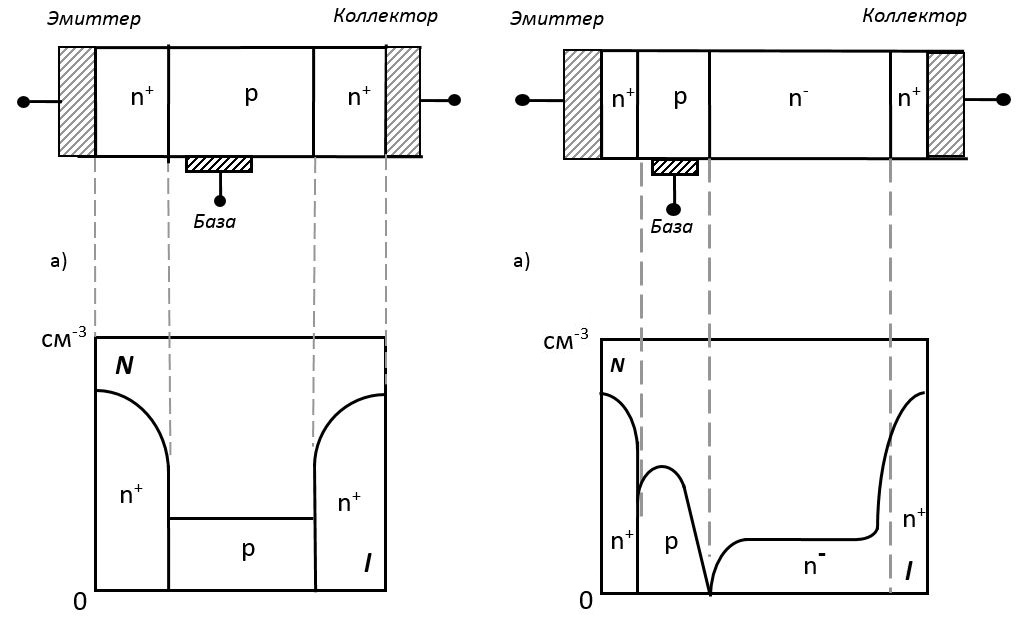 Эмиттер
Коллектор
n+
p
n+
База
а)
см-3
N
n+
p
n+
l
0
Эмиттер
Коллектор
n+
p
n-
n+
База
а)
см-3
N
n+
p
n-
n+
l
0